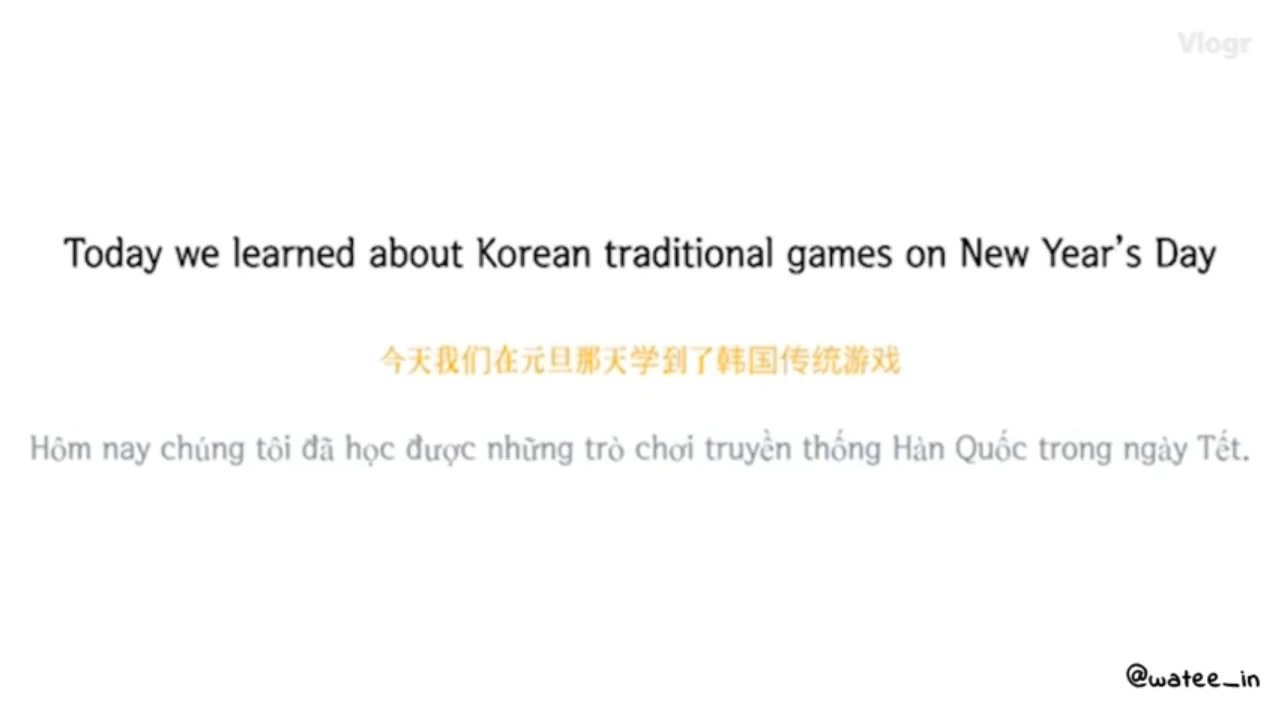 Vlogr
Today we learned about Korean traditional games on New Year's Day
今天我们在元旦那天学到了韩国传统游戏
Hôm nay chúng tôi đã học được những trò chơi truyền thống Hàn Quốc trong ngày Tết.
@watee_in